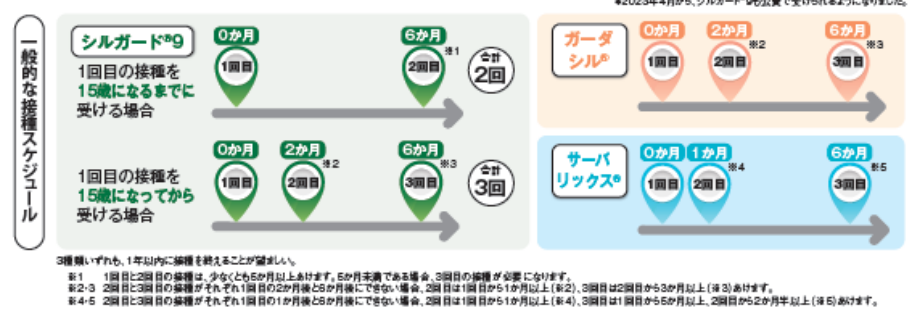 *2023年4月から、シルガード®9も公費で受けられるようになりました。
一般的な接種スケジュール
シルガード®9
1回目の接種を
15歳になるまでに
受ける場合
0か月
1回目
6か月
※1
2回目
合計
2回
1回目の接種を
15歳になってから
受ける場合
0か月
1回目
2か月
※2
2回目
6か月
※3
3回目
合計
3回
ガーダ
シル®
0か月
1回目
2か月
※2
2回目
6か月
※3
3回目
サーバ
リックス®
0か月
1回目
1か月
※4
2回目
6か月
※5
3回目
3種類いずれも、1年以内に接種を終えることが望ましい。
※1 1回目と2回目の接種は、少なくとも5か月以上あけます。5か月未満である場合、3回目の接種が必要になります。
※2・3 2回目と3回目の接種がそれぞれ1回目の2か月後と6か月後にできない場合、2回目は1回目から1か月以上(※2)、3回目は2回目から3か月以上(※3)あけます。
※4・5 2回目と3回目の接種がそれぞれ1回目の1か月後と6か月後にできない場合、2回目は1回目から1か月以上(※4)、3回目は1回目から5か月以上、2回目から2か月半以上(※5)あけます。